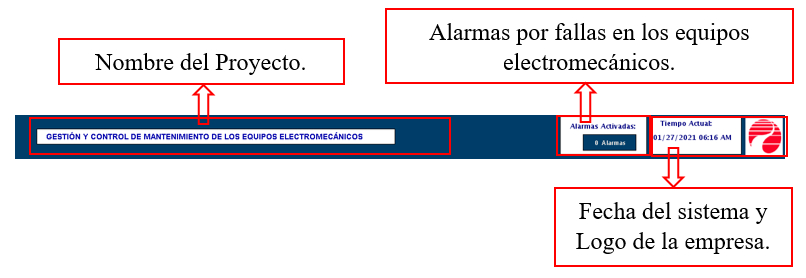 Alarmas por fallas en los equipos
electromecánicos.
Nombre del Proyecto.
GESTIÓN Y CONTROL DE MANTENIMIENTO DE LOS EQUIPOS ELECTROMECÁNICOS
Alarmas Activadas:
0 Alarmas
Tiempo Actual:
01/27/2021 06:16 AM
Fecha del sistema y
Logo de la empresa.